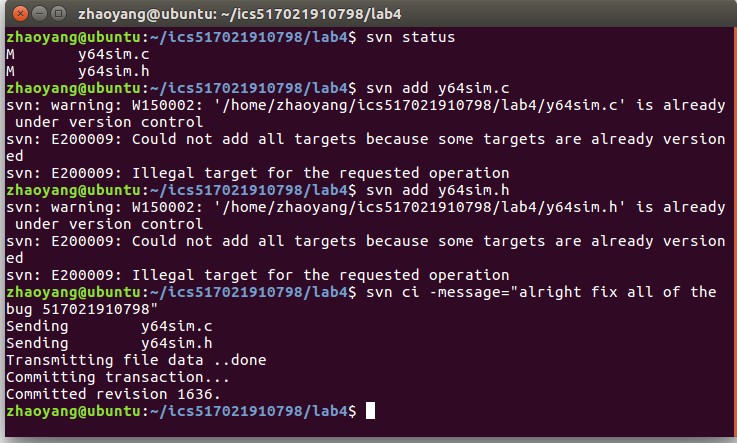 zhaoyang@ubuntu: ~/ics517021910798/lab4
zhaoyang@ubuntu:~/ics517021910798/lab4$ svn status
M       y64sim.c
M       y64sim.h
zhaoyang@ubuntu:~/ics517021910798/lab4$ svn add y64sim.c
svn: warning: W150002: '/home/zhaoyang/ics517021910798/lab4/y64sim.c' is already
 under version control
svn: E200009: Could not add all targets because some targets are already version
ed
svn: E200009: Illegal target for the requested operation
zhaoyang@ubuntu:~/ics517021910798/lab4$ svn add y64sim.h
svn: warning: W150002: '/home/zhaoyang/ics517021910798/lab4/y64sim.h' is already
 under version control
svn: E200009: Could not add all targets because some targets are already version
ed
svn: E200009: Illegal target for the requested operation
zhaoyang@ubuntu:~/ics517021910798/lab4$ svn ci -message="alright fix all of the
bug 517021910798"
Sending        y64sim.c
Sending        y64sim.h
Transmitting file data ..done
Committing transaction...
Committed revision 1636.
zhaoyang@ubuntu:~/ics517021910798/lab4$